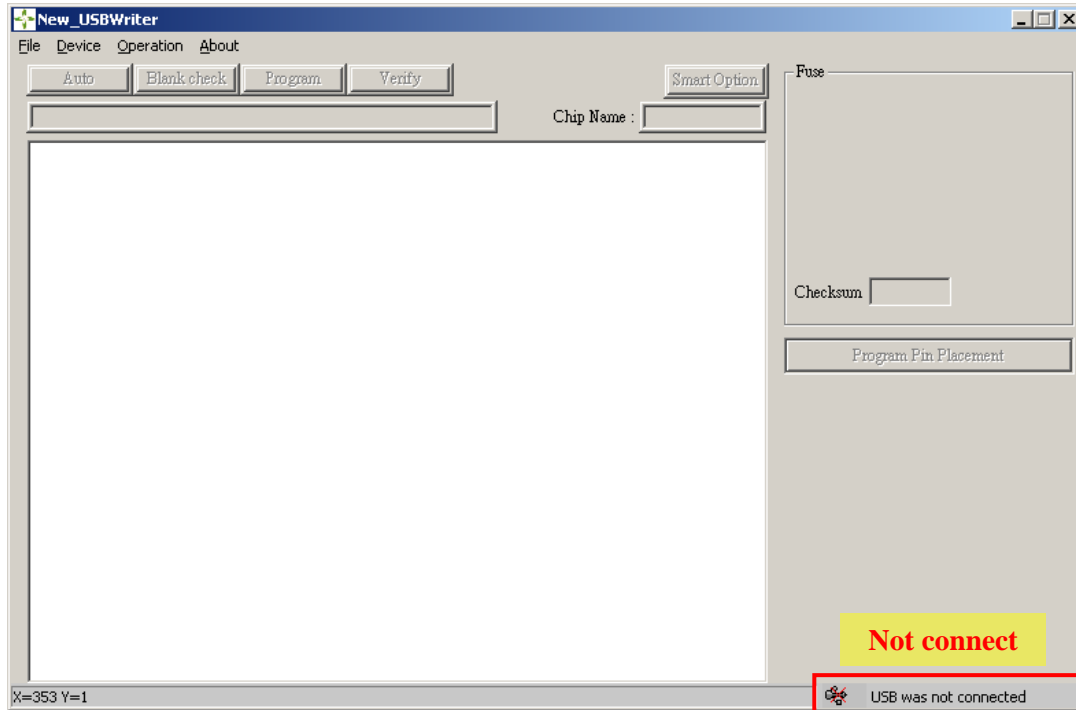 New_USBWriter
File Device Operation About
Auto Blank check Program Verify Smart Option
Fuse
Chip Name :
Checksum
Program Pin Placement
Not connect
X=353 Y=1 USB was not connected